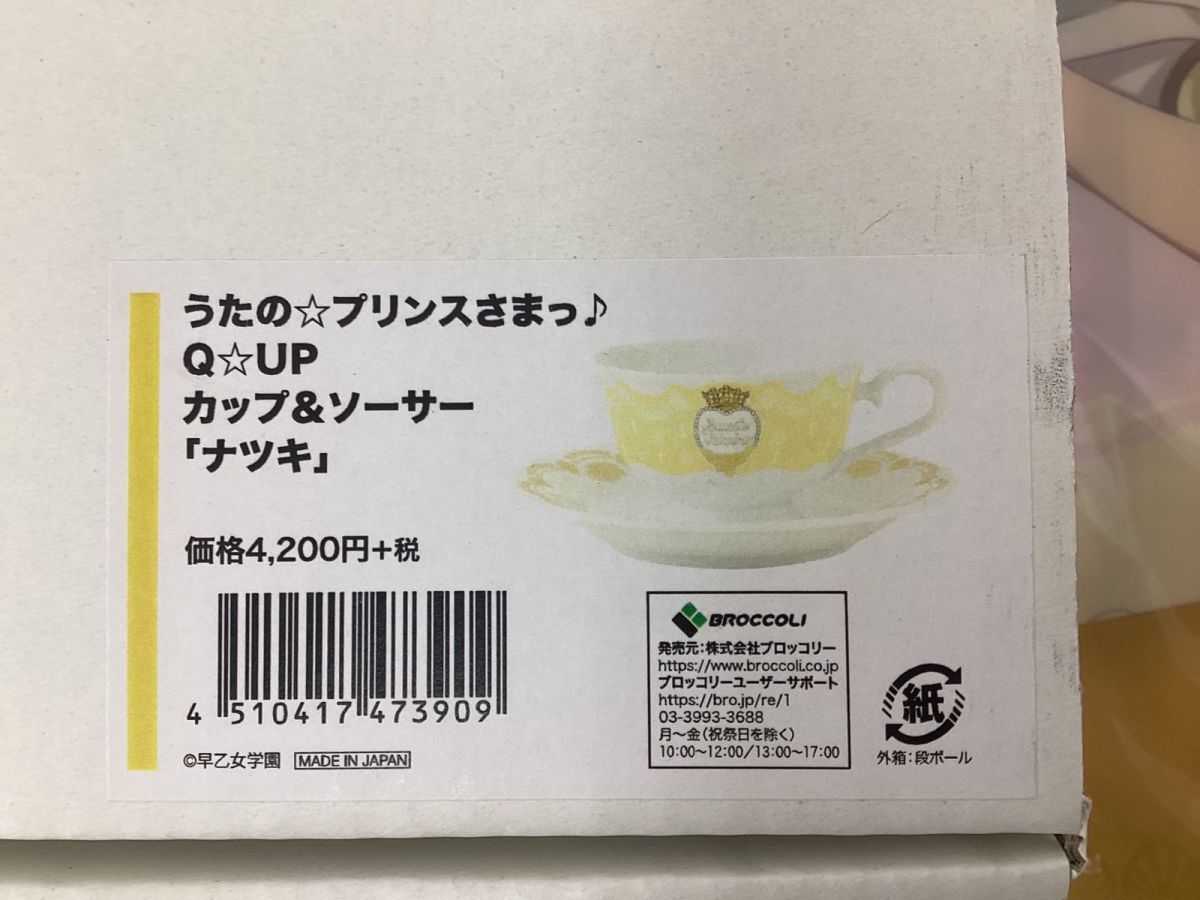 うたの☆プリンスさまっ♪
Q☆UP
カップ&ソーサー
「ナツキ」
価格4,200円+税
4 510417 473909
©早乙女学園 MADE IN JAPAN
BROCCOLI
発売元:株式会社ブロッコリー
https://www.broccoli.co.jp
ブロッコリーユーザーサポート
https://bro.jp/re/1
03-3993-3688
月~金(祝祭日を除く)
10:00~12:00/13:00~17:00
紙
外箱:段ボール